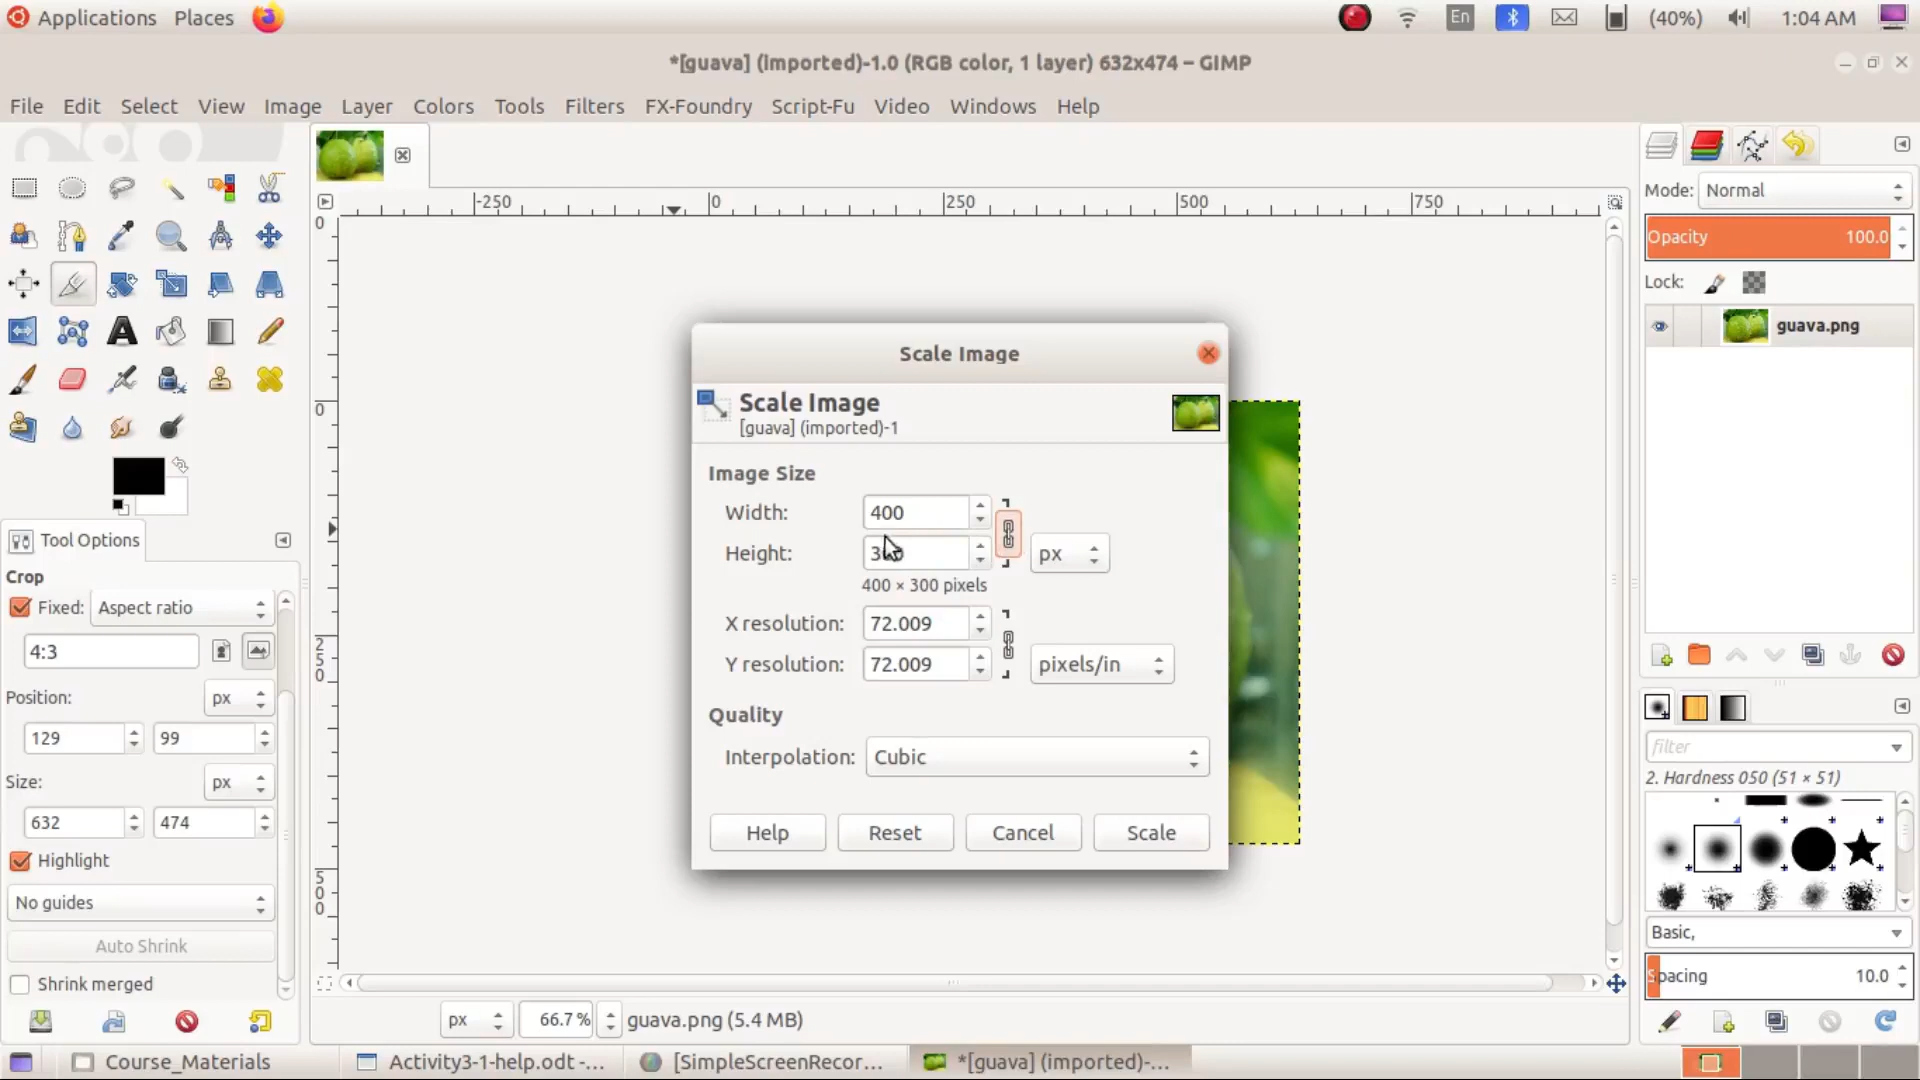 Applications Places En (40%) 1:04 AM
*[guava] (imported)-1.0 (RGB color, 1 layer) 632x474 – GIMP
File Edit Select View Image Layer Colors Tools Filters FX-Foundry Script-Fu Video Windows Help
-250 0 250 500 750
0
0
250
500
Mode: Normal
Opacity 100.0
Lock:
guava.png
Scale Image
Scale Image
[guava] (imported)-1
Image Size
Width: 400
Height:
px
400 × 300 pixels
X resolution: 72.009
Y resolution: 72.009 pixels/in
Quality
Interpolation: Cubic
Help Reset Cancel Scale
Tool Options
Crop
Fixed: Aspect ratio
4:3
Position: px
129 99
Size: px
632 474
Highlight
No guides
Auto Shrink
Shrink merged
filter
2. Hardness 050 (51 × 51)
Basic,
Spacing 10.0
px 66.7 % guava.png (5.4 MB)
Course_Materials Activity3-1-help.odt -... [SimpleScreenRecor... *[guava] (imported)-...